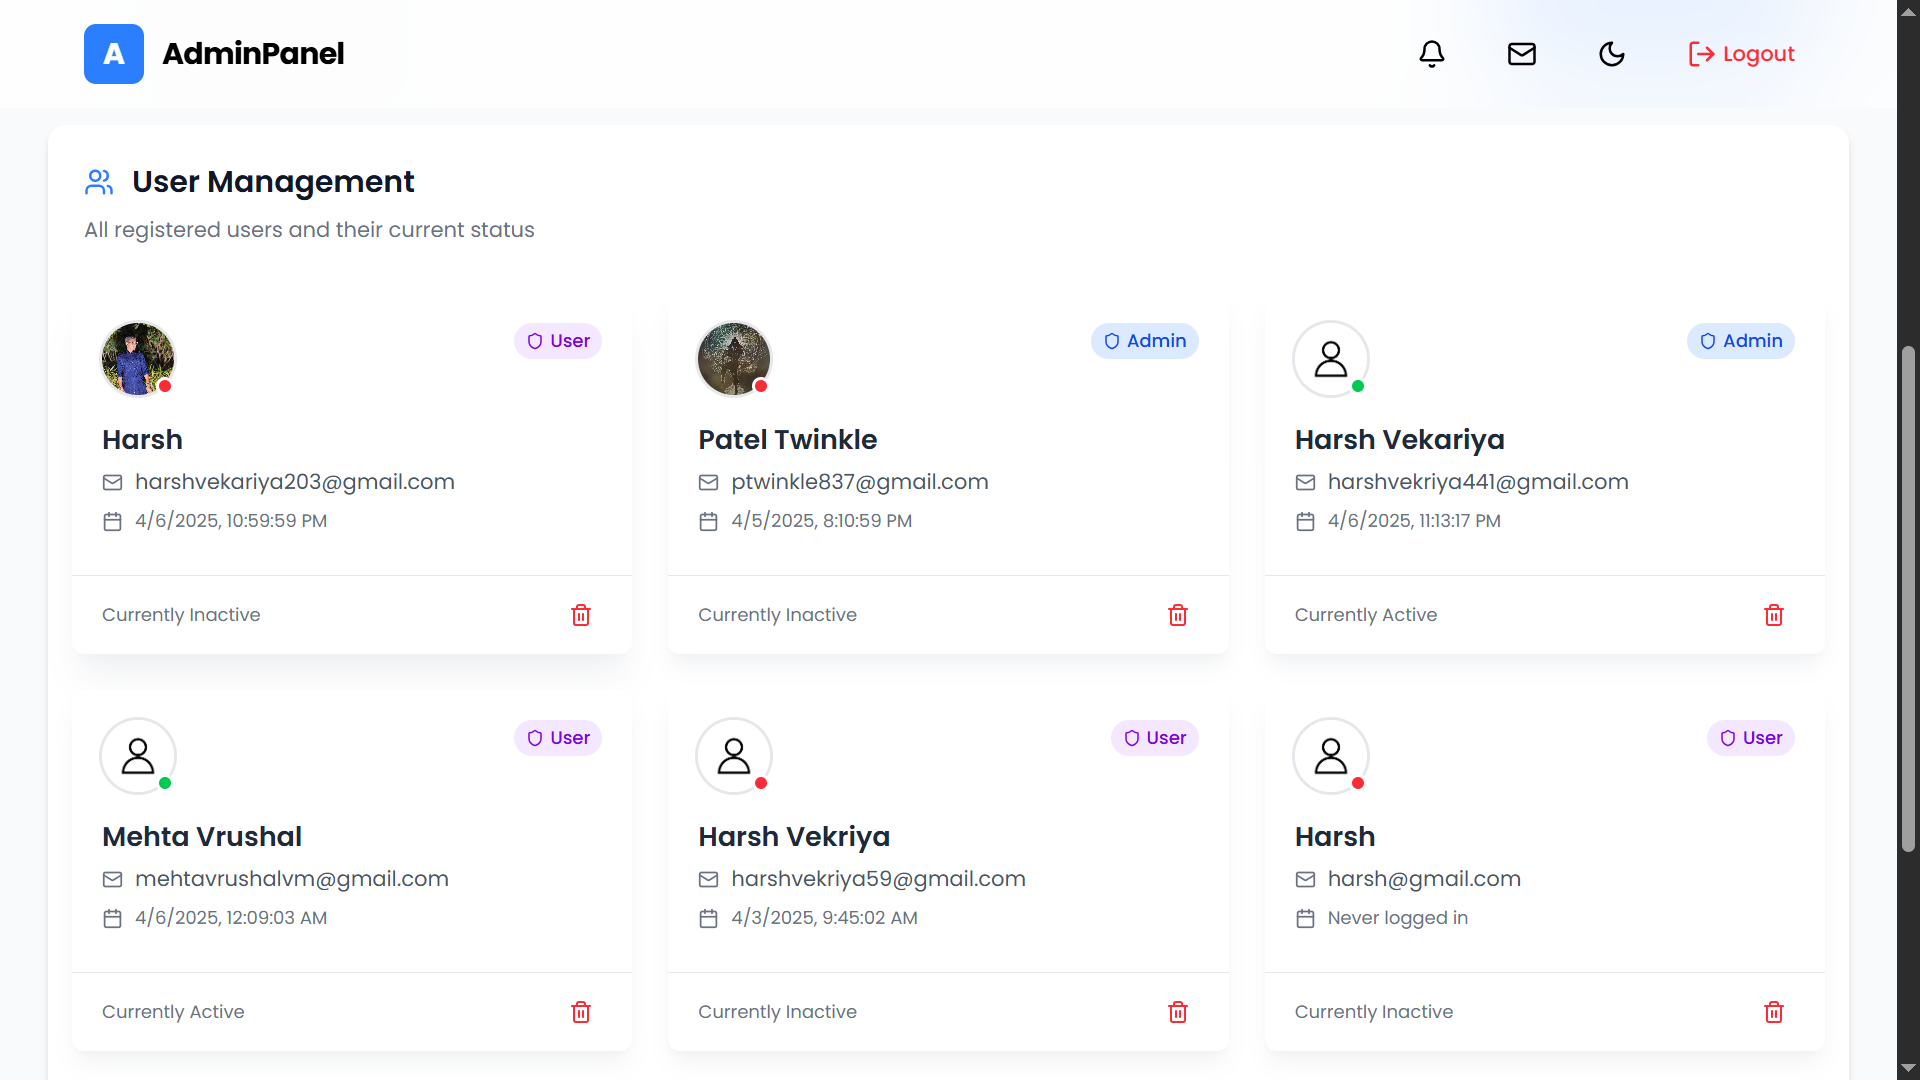 A AdminPanel
Logout
User Management
All registered users and their current status
User
Harsh
harshvekariya203@gmail.com
4/6/2025, 10:59:59 PM
Currently Inactive
Admin
Patel Twinkle
ptwinkle837@gmail.com
4/5/2025, 8:10:59 PM
Currently Inactive
Admin
Harsh Vekariya
harshvekriya441@gmail.com
4/6/2025, 11:13:17 PM
Currently Active
User
Mehta Vrushal
mehtavrushalvm@gmail.com
4/6/2025, 12:09:03 AM
Currently Active
User
Harsh Vekriya
harshvekriya59@gmail.com
4/3/2025, 9:45:02 AM
Currently Inactive
User
Harsh
harsh@gmail.com
Never logged in
Currently Inactive